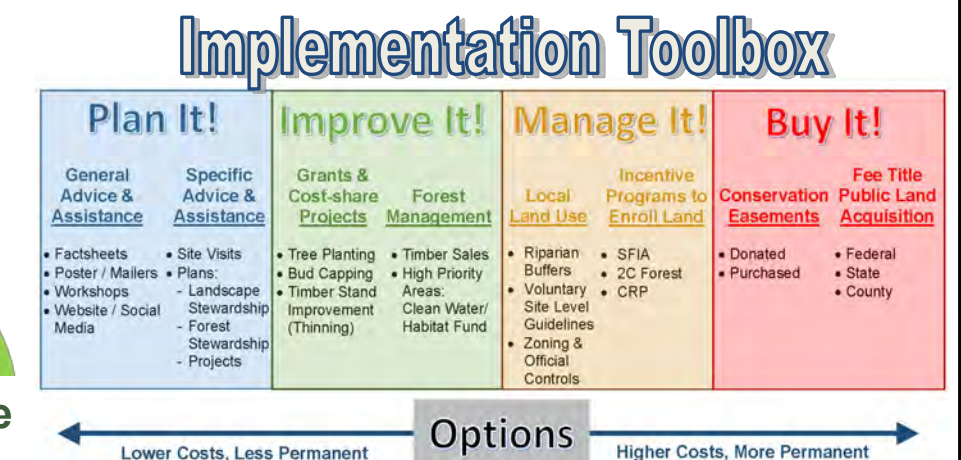 Implementation Toolbox
Plan It!
General
Advice &
Assistance
• Factsheets
• Poster / Mailers
• Workshops
• Website / Social
Media
Specific
Advice &
Assistance
• Site Visits
• Plans:
- Landscape
Stewardship
- Forest
Stewardship
- Projects
Improve It!
Grants &
Cost-share
Projects
• Tree Planting
• Bud Capping
• Timber Stand
Improvement
(Thinning)
Forest
Management
• Timber Sales
• High Priority
Areas:
Clean Water/
Habitat Fund
Manage It!
Local
Land Use
• Riparian
Buffers
• Voluntary
Site Level
Guidelines
• Zoning &
Official
Controls
Incentive
Programs to
Enroll Land
• SFIA
• 2C Forest
• CRP
Buy It!
Conservation
Easements
• Donated
• Purchased
Fee Title
Public Land
Acquisition
• Federal
• State
• County
e
Options
Lower Costs, Less Permanent
Higher Costs, More Permanent